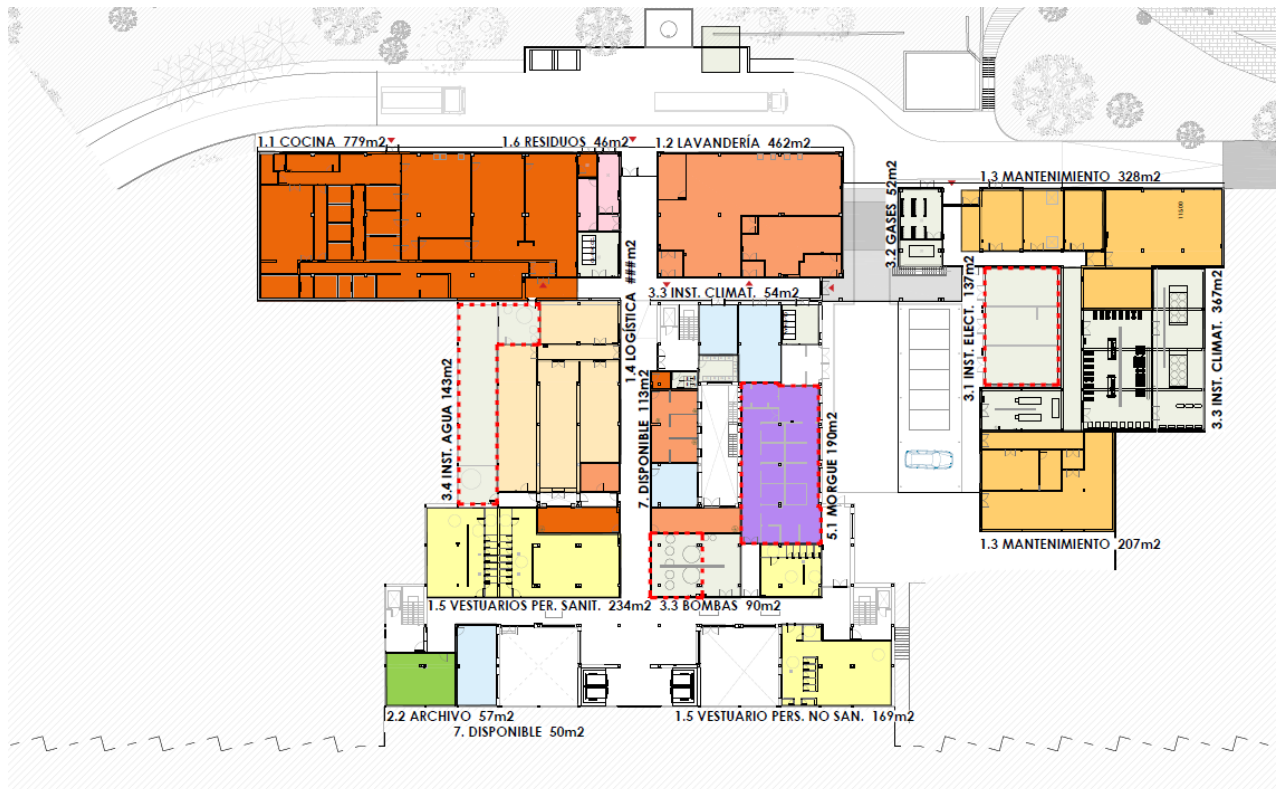 1.1 COCINA 779m2
1.6 RESIDUOS 46m2
1.2 LAVANDERÍA 462m2
1.3 MANTENIMIENTO 328m2
3.2 GASES 52m2
11500
1.4 LOGÍSTICA ###m2
3.3 INST. CLIMAT. 54m2
3.1 INST. ELECT. 137m2
3.3 INST. CLIMAT. 367m2
3.4 INST. AGUA 143m2
7. DISPONIBLE 113m2
5.1 MORGUE 190m2
1.3 MANTENIMIENTO 207m2
1.5 VESTUARIOS PER. SANIT. 234m2
3.3 BOMBAS 90m2
2.2 ARCHIVO 57m2
1.5 VESTUARIO PERS. NO SAN. 169m2
7. DISPONIBLE 50m2